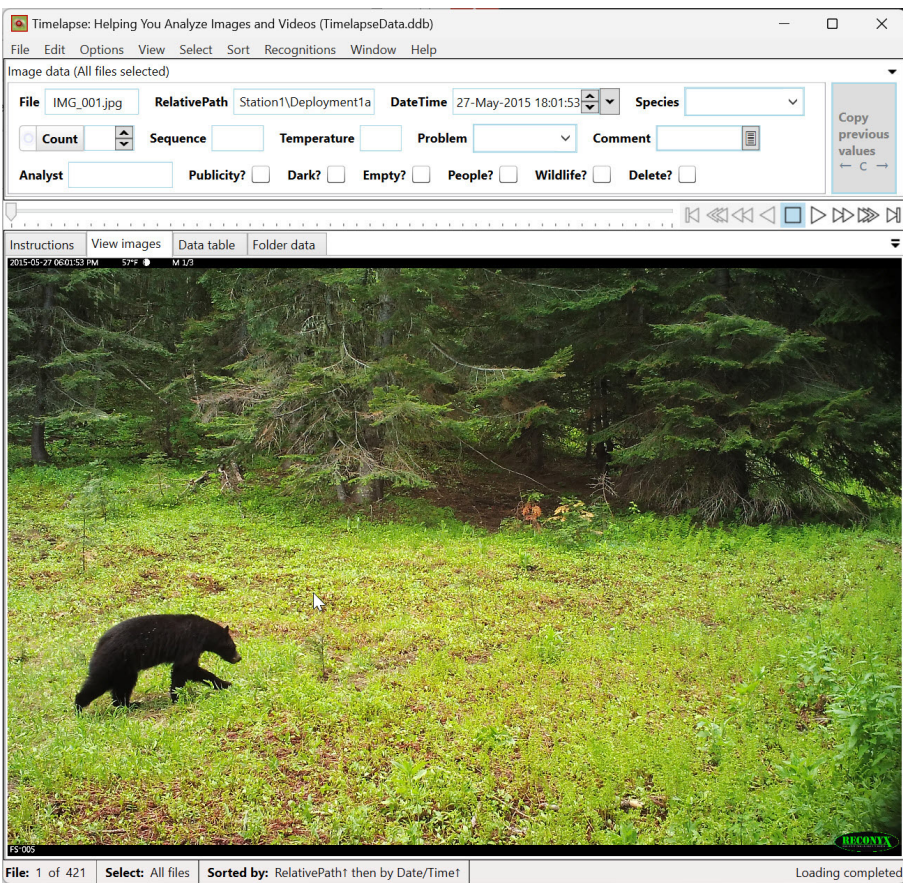 Timelapse: Helping You Analyze Images and Videos (TimelapseData.ddb)
File Edit Options View Select Sort Recognitions Window Help
Image data (All files selected)
File IMG_001.jpg RelativePath Station1\Deployment1a DateTime 27-May-2015 18:01:53 Species
Count Sequence Temperature Problem Comment
Analyst Publicity? Dark? Empty? People? Wildlife? Delete?
Copy
previous
values
← C →
Instructions View images Data table Folder data
2015-05-27 06:01:53 PM 57°F M 1/3
FS-005
RECONYX
File: 1 of 421 Select: All files Sorted by: RelativePath↑ then by Date/Time↑ Loading completed